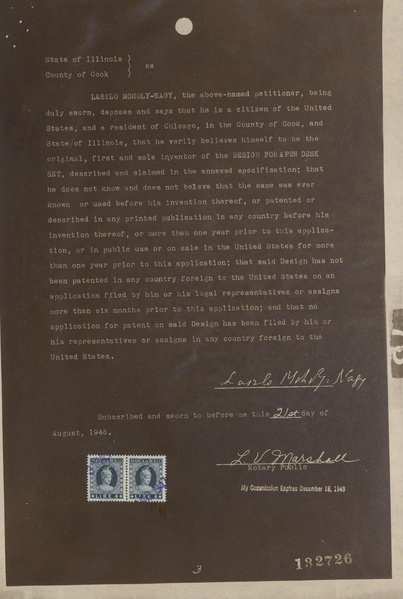 State of Illinois }
County of Cook } ss
LASZLO MOHOLY-NAGY, the above-named petitioner, being
duly sworn, deposes and says that he is a citizen of the United
States, and a resident of Chicago, in the County of Cook, and
State of Illinois, that he verily believes himself to be the
original, first and sole inventor of the DESIGN FOR A PEN DESK
SET, described and claimed in the annexed specification; that
he does not know and does not believe that the same was ever
known or used before his invention thereof, or patented or
described in any printed publication in any country before his
invention thereof, or more than one year prior to this applica-
tion, or in public use or on sale in the United States for more
than one year prior to this application; that said Design has not
been patented in any country foreign to the United States on an
application filed by him or his legal representatives or assigns
more than six months prior to this application; and that no
application for patent on said Design has been filed by him or
his representatives or assigns in any country foreign to the
United States.
Laszlo Moholy-Nagy
Subscribed and sworn to before me this 21st day of
August, 1946.
L. V. Marshall
Notary Public
My Commission Expires December 18, 1949
LIRE 4 LIRE 4
3
132726